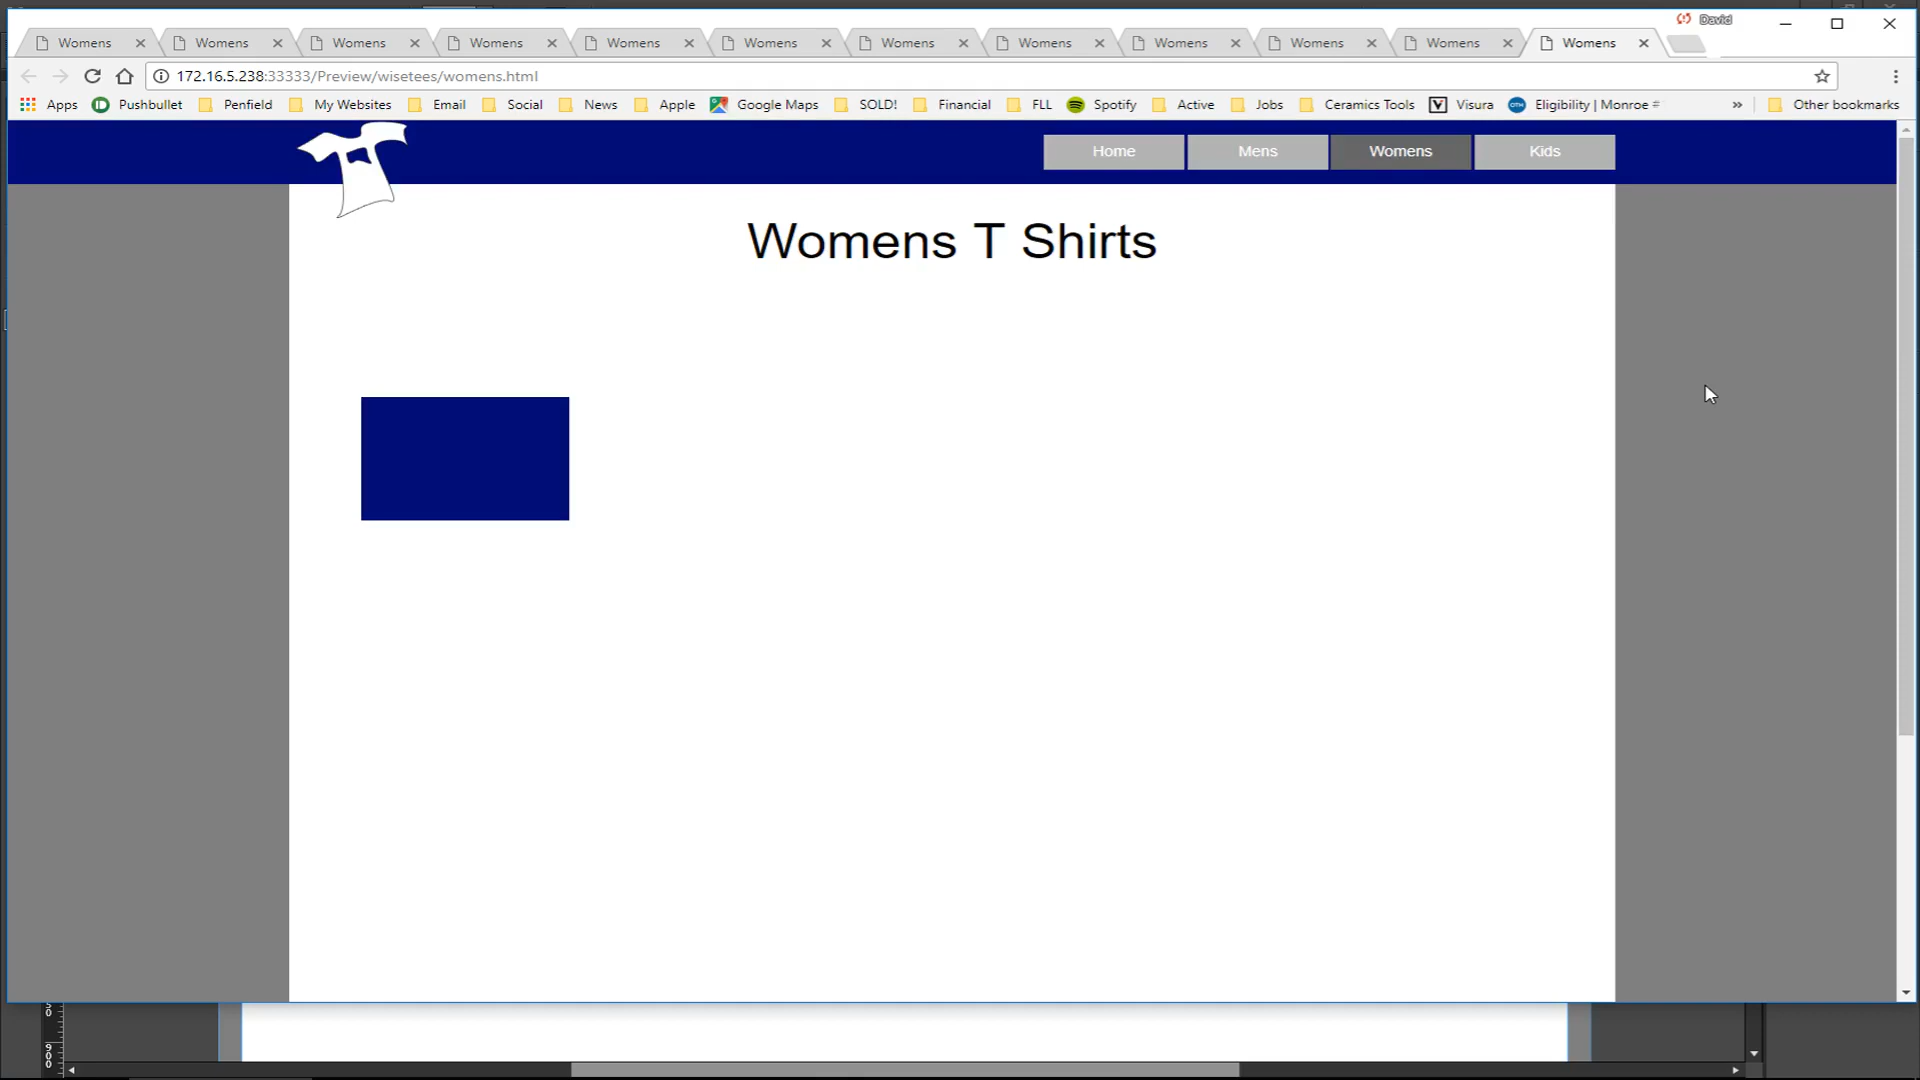 David
Womens Womens Womens Womens Womens Womens Womens Womens Womens Womens Womens Womens
172.16.5.238:33333/Preview/wisetees/womens.html
Apps Pushbullet Penfield My Websites Email Social News Apple Google Maps SOLD! Financial FLL Spotify Active Jobs Ceramics Tools Visura Eligibility | Monroe # » Other bookmarks
Home Mens Womens Kids
Womens T Shirts